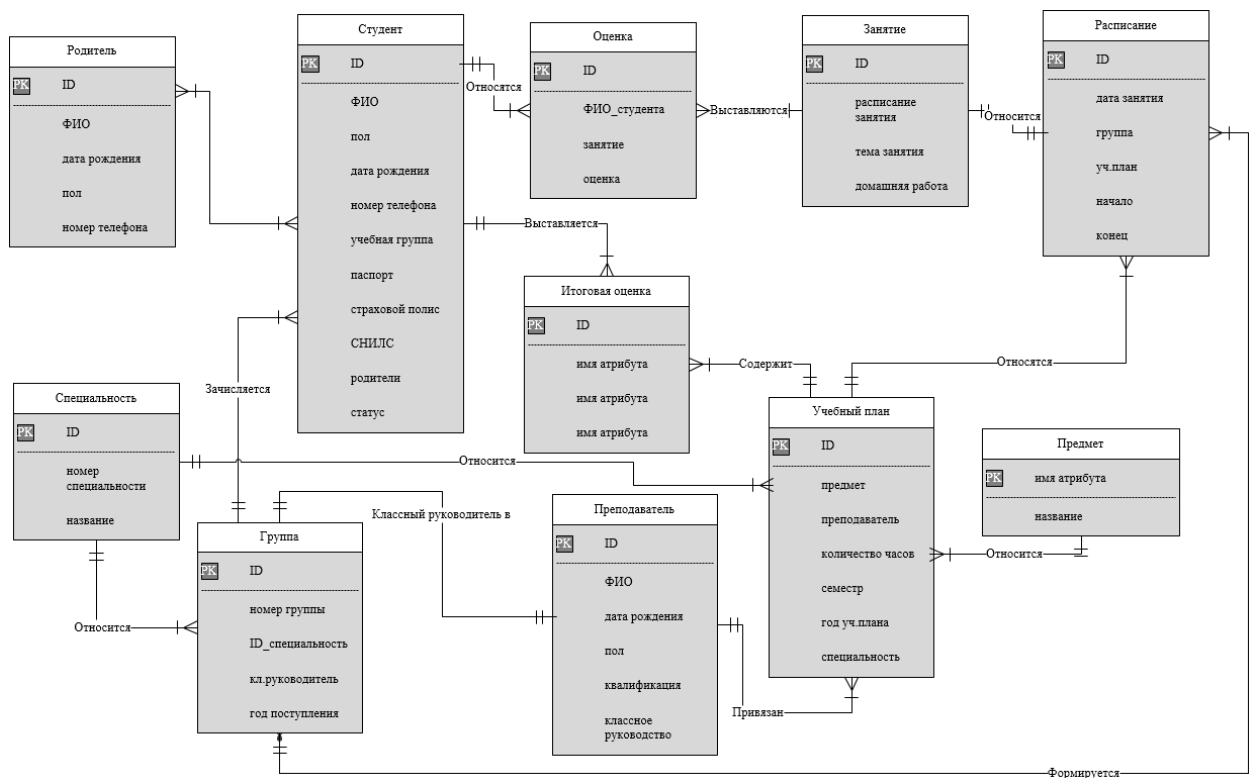 Родитель
PK ID
ФИО
дата рождения
пол
номер телефона
Студент
PK ID
ФИО
пол
дата рождения
номер телефона
учебная группа
паспорт
страховой полис
СНИЛС
родители
статус
Относятся
Оценка
PK ID
ФИО_студента
занятие
оценка
Выставляются
Занятие
PK ID
расписание
занятия
тема занятия
домашняя работа
Относится
Расписание
PK ID
дата занятия
группа
уч.план
начало
конец
Выставляется
Итоговая оценка
PK ID
имя атрибута
имя атрибута
имя атрибута
Содержит
Относятся
Зачисляется
Специальность
PK ID
номер
специальности
название
Относится
Учебный план
PK ID
предмет
преподаватель
количество часов
семестр
год уч.плана
специальность
Предмет
PK имя атрибута
название
Относится
Классный руководитель в
Преподаватель
PK ID
ФИО
дата рождения
пол
квалификация
классное
руководство
Привязан
Группа
PK ID
номер группы
ID_специальность
кл.руководитель
год поступления
Относится
Формируется